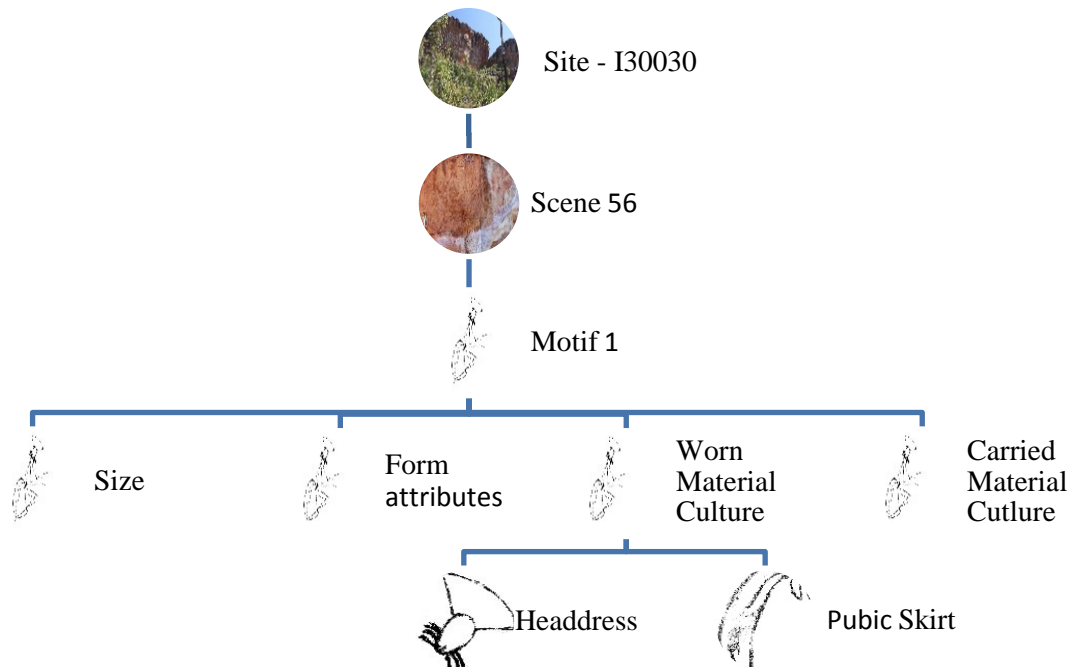 Site - I30030
Scene 56
Motif 1
Size
Form
attributes
Worn
Material
Culture
Carried
Material
Cutlure
Headdress
Pubic Skirt